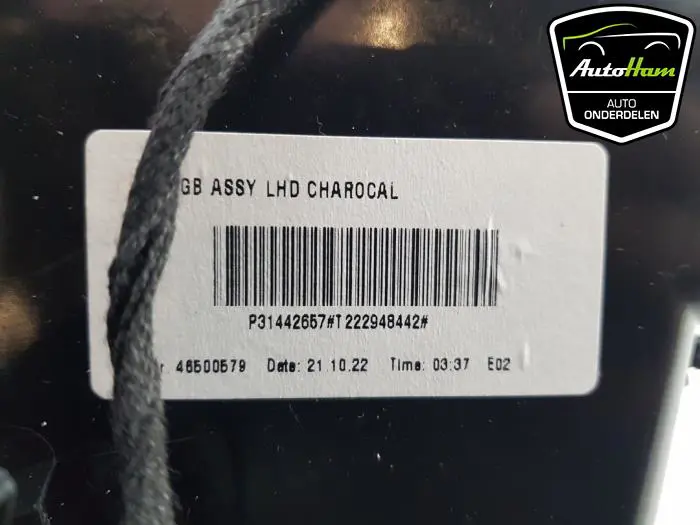 AutoHam
AUTO
ONDERDELEN
GB ASSY LHD CHAROCAL
P31442657#T222948442#
r. 46500579 Date: 21.10.22 Time: 03:37 E02